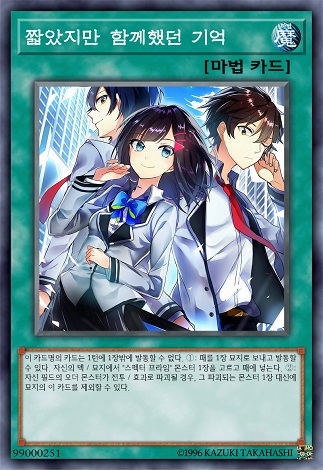 짧았지만 함께했던 기억
魔
[마법 카드]
이 카드명의 카드는 1턴에 1장밖에 발동할 수 없다. ①: 패를 1장 묘지로 보내고 발동할
수 있다. 자신의 덱 / 묘지에서 "스펙터 프라임" 몬스터 1장을 고르고 패에 넣는다. ②:
자신 필드의 오더 몬스터가 전투 / 효과로 파괴될 경우, 그 파괴되는 몬스터 1장 대신에
묘지의 이 카드를 제외할 수 있다.
99000251
©1996 KAZUKI TAKAHASHI